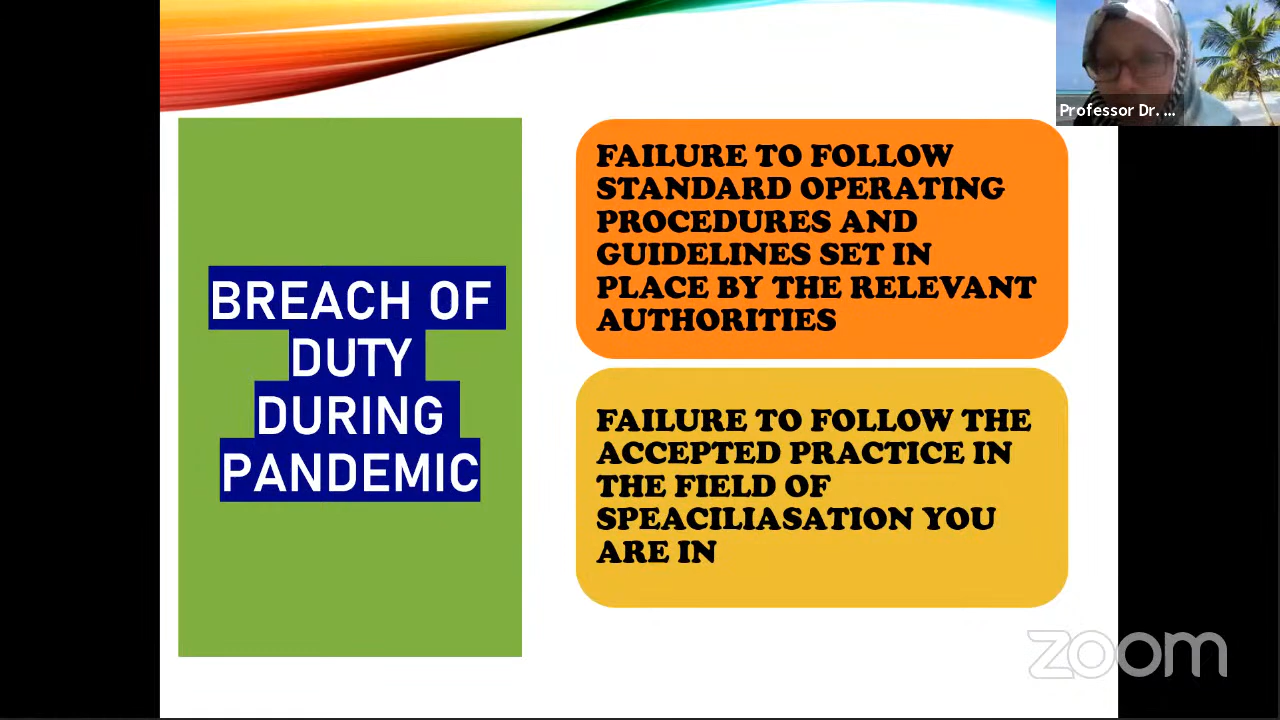 Professor Dr. ...
BREACH OF
DUTY
DURING
PANDEMIC
FAILURE TO FOLLOW
STANDARD OPERATING
PROCEDURES AND
GUIDELINES SET IN
PLACE BY THE RELEVANT
AUTHORITIES
FAILURE TO FOLLOW THE
ACCEPTED PRACTICE IN
THE FIELD OF
SPEACILIASATION YOU
ARE IN
zoom